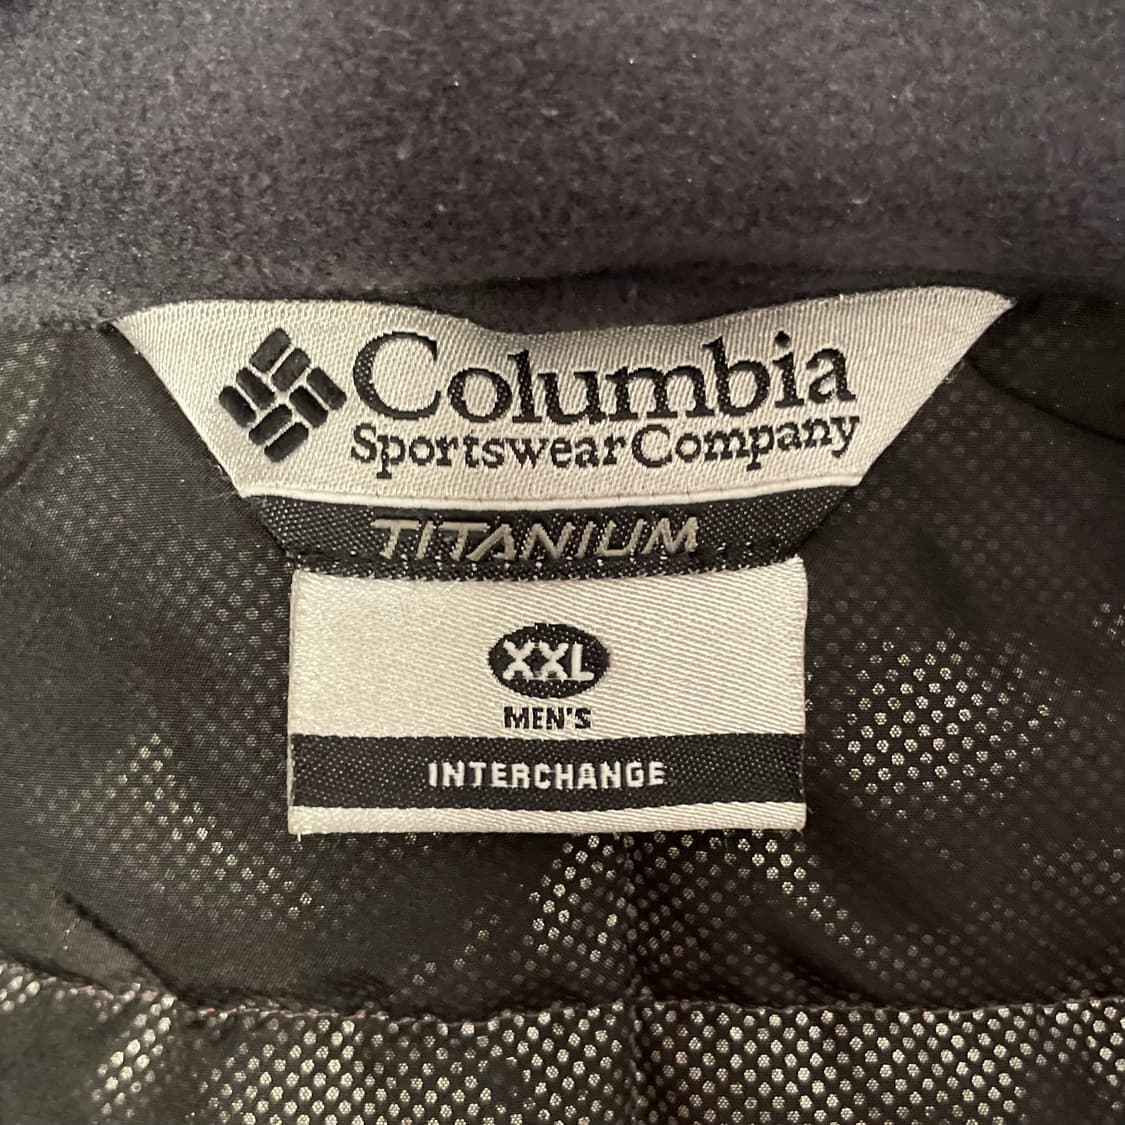 Columbia
Sportswear Company
TITANIUM
XXL
MEN'S
INTERCHANGE